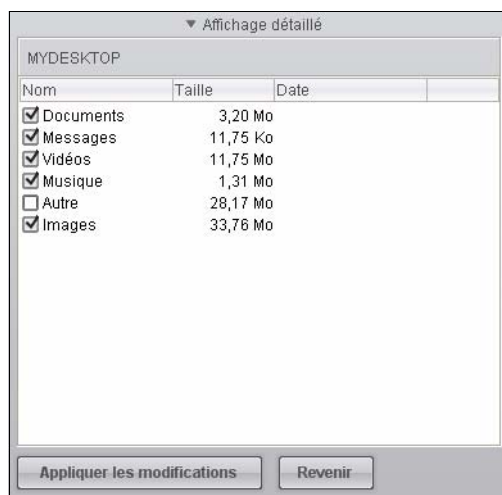 Affichage détaillé
MYDESKTOP
Nom Taille Date
Documents 3,20 Mo
Messages 11,75 Ko
Vidéos 11,75 Mo
Musique 1,31 Mo
Autre 28,17 Mo
Images 33,76 Mo
Appliquer les modifications Revenir